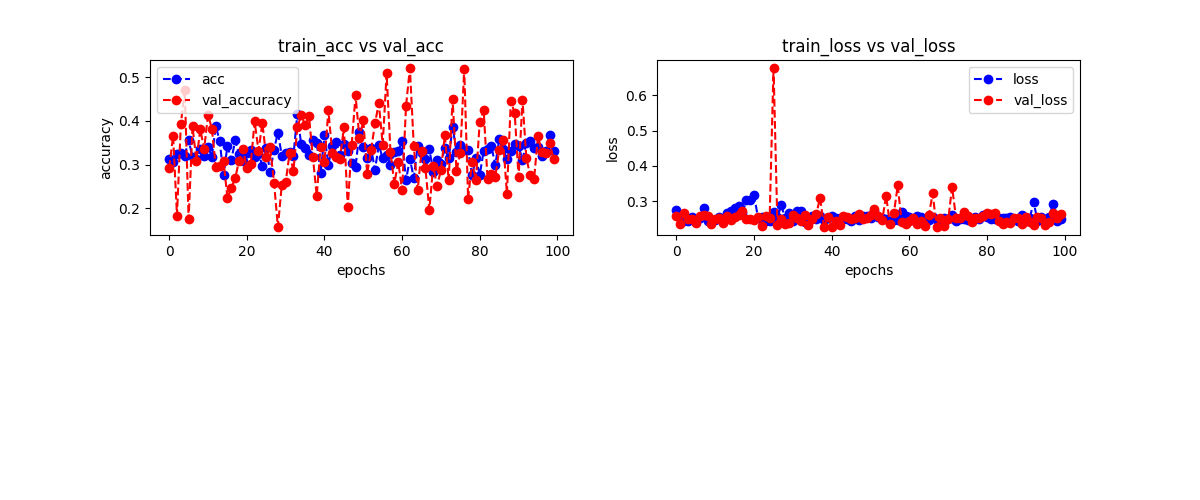 train_acc vs val_acc
acc
val_accuracy
accuracy
0.5
0.4
0.3
0.2
0 20 40 60 80 100
epochs
train_loss vs val_loss
loss
val_loss
loss
0.6
0.5
0.4
0.3
0 20 40 60 80 100
epochs